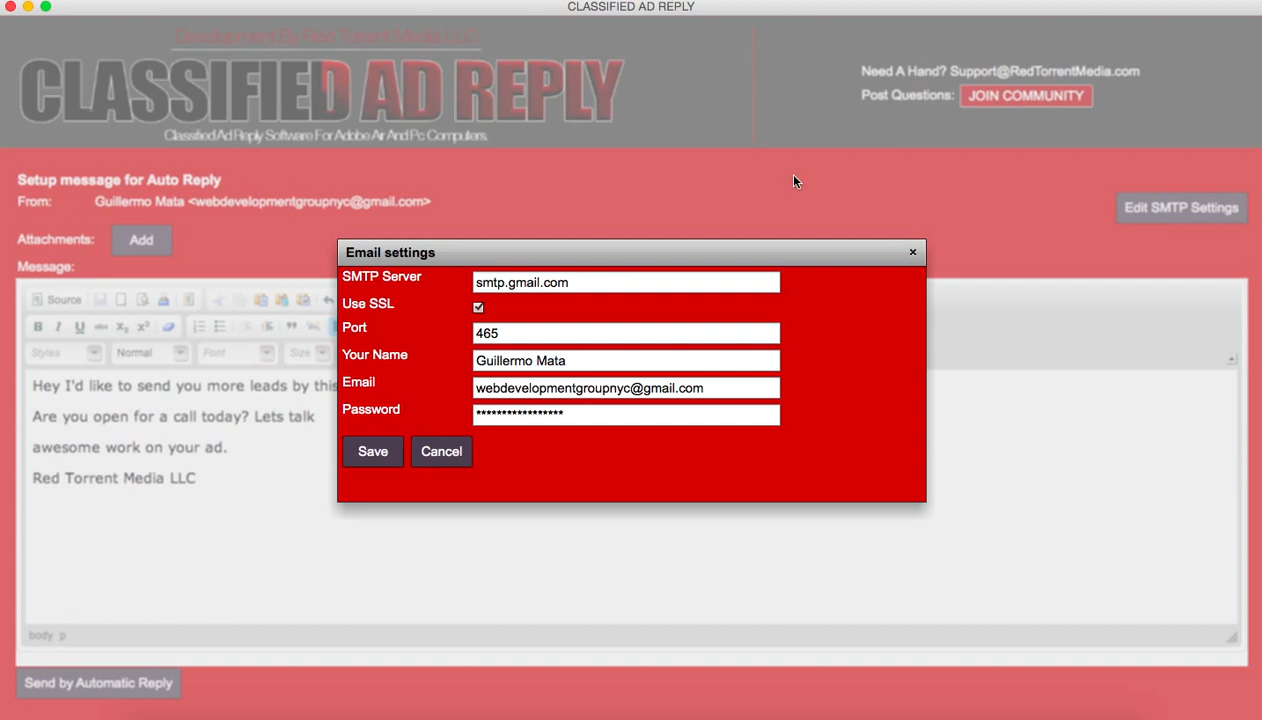 CLASSIFIED AD REPLY
Development By Red Torrent Media LLC.
CLASSIFIED AD REPLY
Classified Ad Reply Software For Adobe Air And Pc Computers.
Need A Hand? Support@RedTorrentMedia.com
Post Questions: JOIN COMMUNITY
Setup message for Auto Reply
From: Guillermo Mata <webdevelopmentgroupnyc@gmail.com>
Edit SMTP Settings
Attachments: Add
Message:
Source
B I U abc X₂ X²
Styles Normal Font Size
Hey I'd like to send you more leads by this
Are you open for a call today? Lets talk
awesome work on your ad.
Red Torrent Media LLC
body p
Send by Automatic Reply
Email settings ×
SMTP Server smtp.gmail.com
Use SSL
Port 465
Your Name Guillermo Mata
Email webdevelopmentgroupnyc@gmail.com
Password *****************
Save Cancel